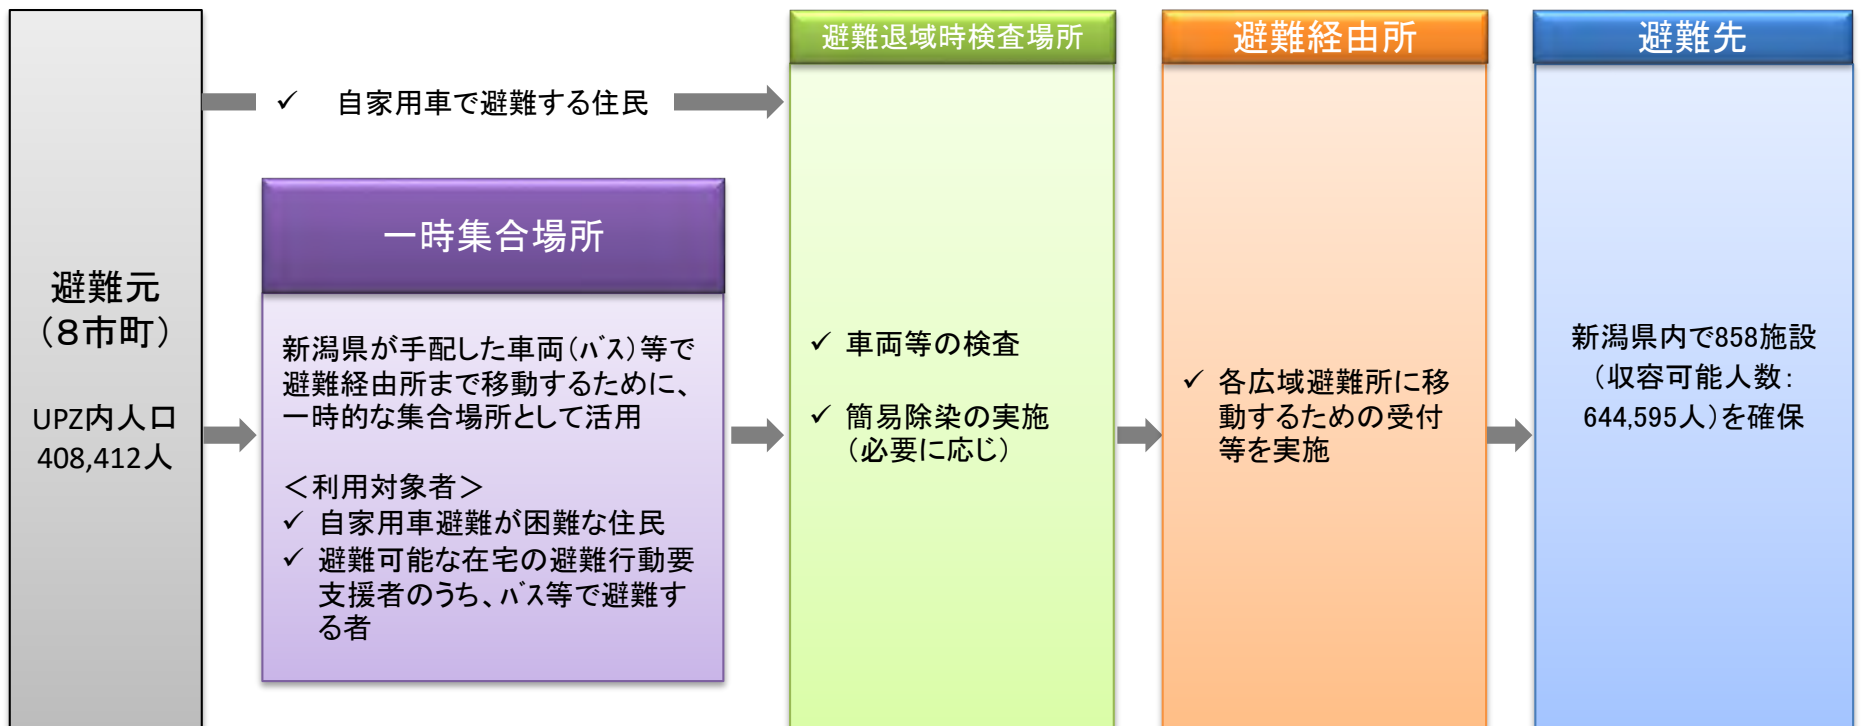 避難元
（８市町）
UPZ内人口
408,412人
✓ 自家用車で避難する住民
一時集合場所
新潟県が手配した車両（ﾊﾞｽ）等で
避難経由所まで移動するために、
一時的な集合場所として活用
＜利用対象者＞
✓ 自家用車避難が困難な住民
✓ 避難可能な在宅の避難行動要
支援者のうち、ﾊﾞｽ等で避難す
る者
避難退域時検査場所
✓ 車両等の検査
✓ 簡易除染の実施
（必要に応じ）
避難経由所
✓ 各広域避難所に移
動するための受付
等を実施
避難先
新潟県内で858施設
（収容可能人数：
644,595人）を確保